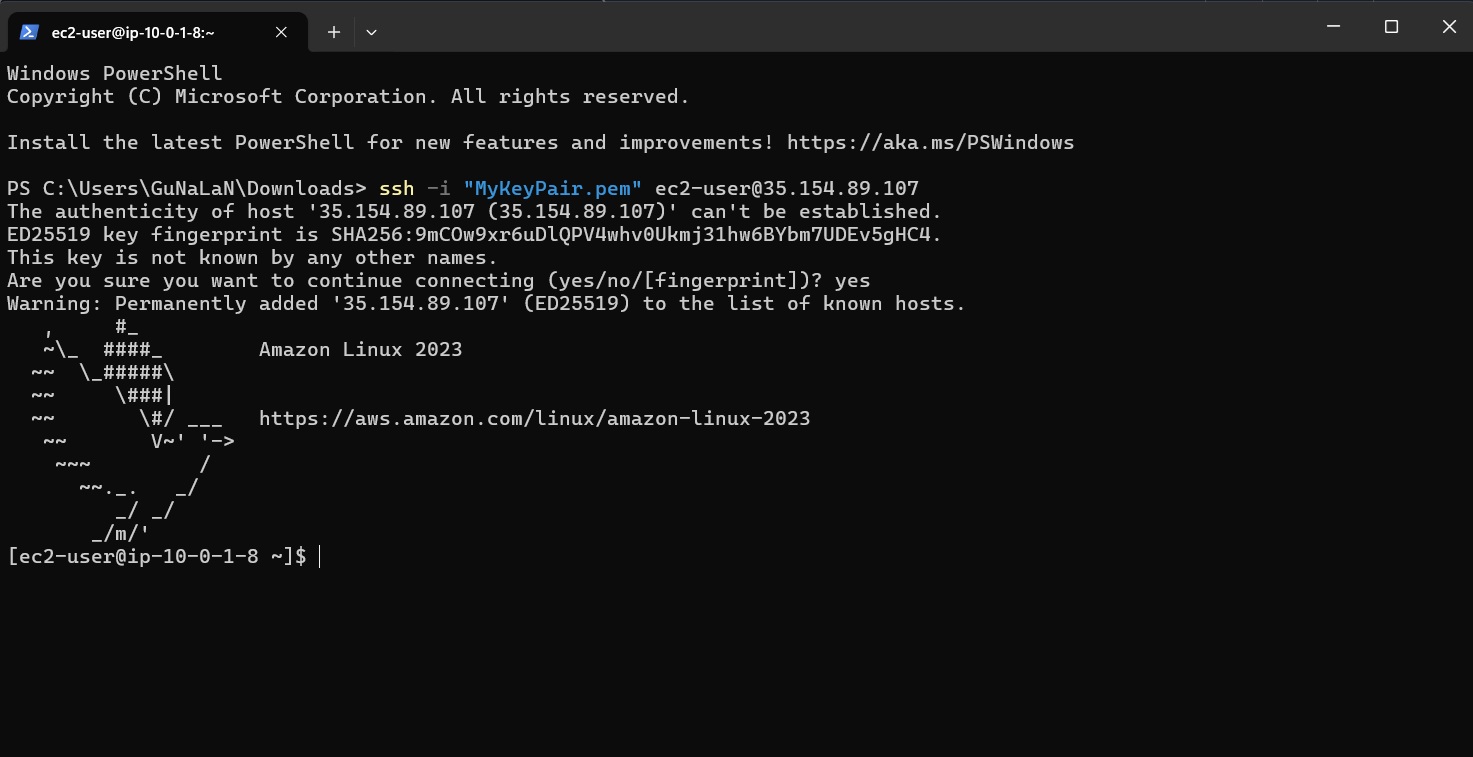 ec2-user@ip-10-0-1-8:~
Windows PowerShell
Copyright (C) Microsoft Corporation. All rights reserved.
Install the latest PowerShell for new features and improvements! https://aka.ms/PSWindows
PS C:\Users\GuNaLaN\Downloads> ssh -i "MyKeyPair.pem" ec2-user@35.154.89.107
The authenticity of host '35.154.89.107 (35.154.89.107)' can't be established.
ED25519 key fingerprint is SHA256:9mCOw9xr6uDlQPV4whv0Ukmj31hw6BYbm7UDEv5gHC4.
This key is not known by any other names.
Are you sure you want to continue connecting (yes/no/[fingerprint])? yes
Warning: Permanently added '35.154.89.107' (ED25519) to the list of known hosts.
   ,     #_
   ~\_  ####_        Amazon Linux 2023
  ~~  \_#####\
  ~~     \###|
  ~~       \#/ ___   https://aws.amazon.com/linux/amazon-linux-2023
   ~~       V~' '->
    ~~~         /
      ~~._.   _/
         _/ _/
       _/m/'
[ec2-user@ip-10-0-1-8 ~]$